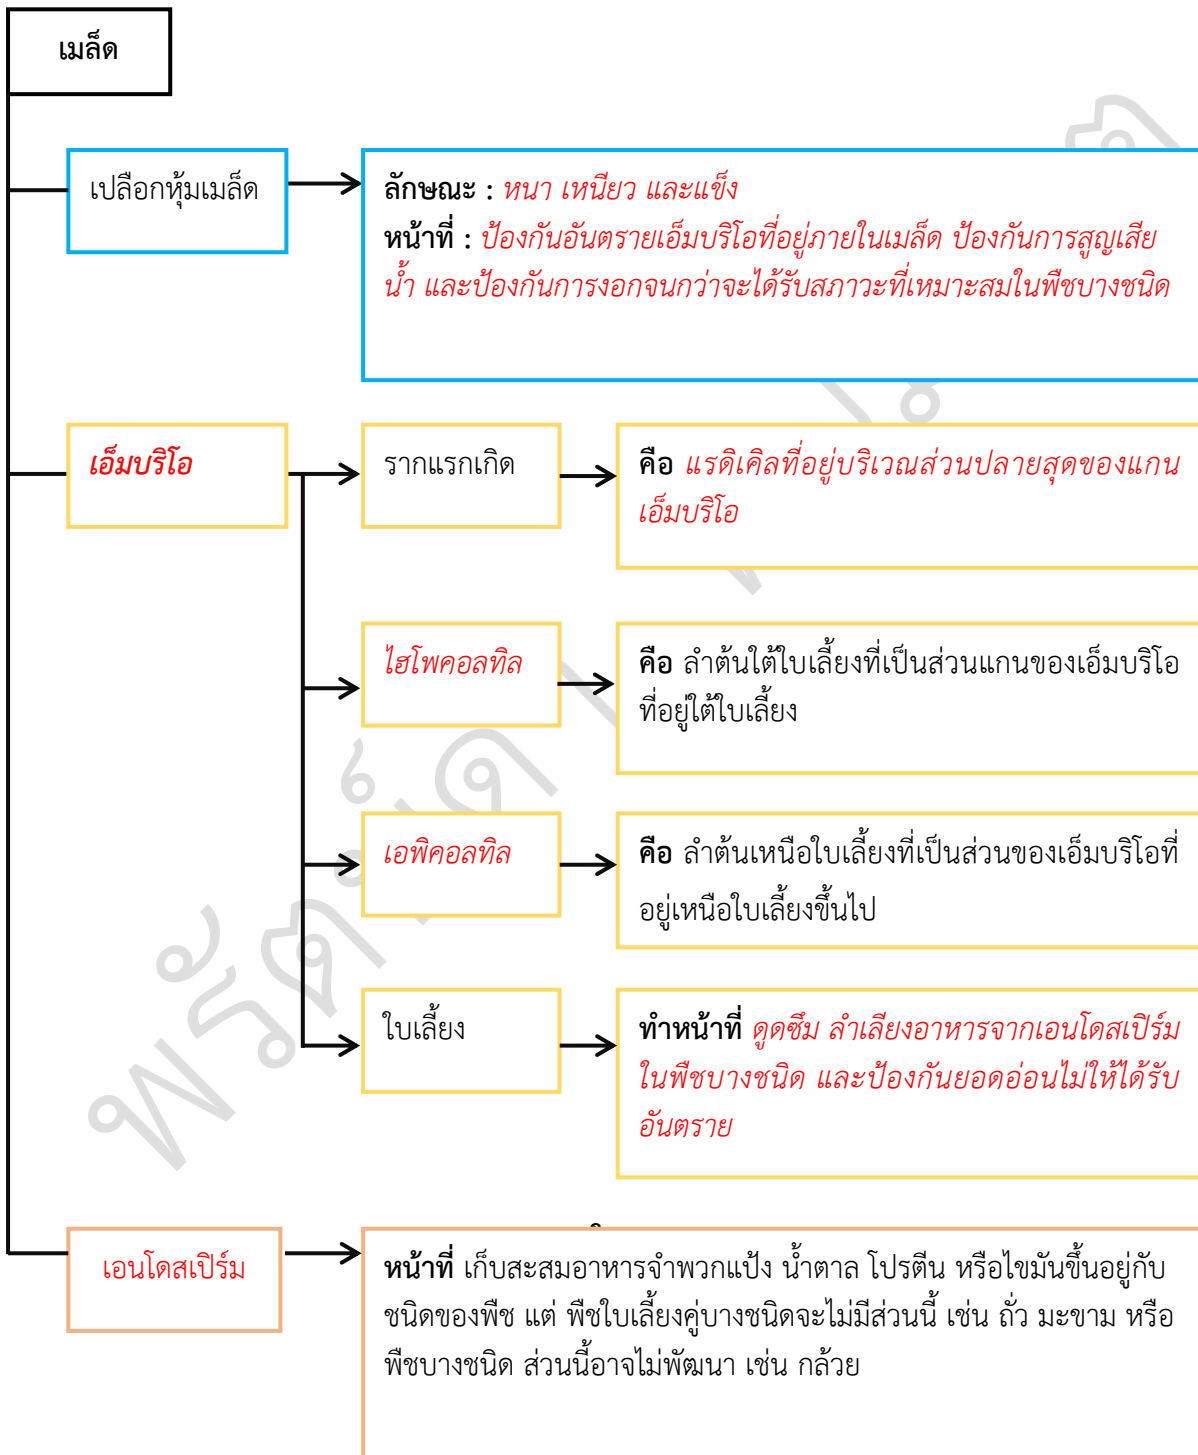 เมล็ด
เปลือกหุ้มเมล็ด
ลักษณะ : หนา เหนียว และแข็ง
หน้าที่ : ป้องกันอันตรายเอ็มบริโอที่อยู่ภายในเมล็ด ป้องกันการสูญเสีย
น้ำ และป้องกันการงอกจนกว่าจะได้รับสภาวะที่เหมาะสมในพืชบางชนิด
เอ็มบริโอ
รากแรกเกิด
คือ แรดิเคิลที่อยู่บริเวณส่วนปลายสุดของแกน
เอ็มบริโอ
ไฮโพคอลทิล
คือ ลำต้นใต้ใบเลี้ยงที่เป็นส่วนแกนของเอ็มบริโอ
ที่อยู่ใต้ใบเลี้ยง
เอพิคอลทิล
คือ ลำต้นเหนือใบเลี้ยงที่เป็นส่วนของเอ็มบริโอที่
อยู่เหนือใบเลี้ยงขึ้นไป
ใบเลี้ยง
ทำหน้าที่ ดูดซึม ลำเลียงอาหารจากเอนโดสเปิร์ม
ในพืชบางชนิด และป้องกันยอดอ่อนไม่ให้ได้รับ
อันตราย
เอนโดสเปิร์ม
หน้าที่ เก็บสะสมอาหารจำพวกแป้ง น้ำตาล โปรตีน หรือไขมันขึ้นอยู่กับ
ชนิดของพืช แต่ พืชใบเลี้ยงคู่บางชนิดจะไม่มีส่วนนี้ เช่น ถั่ว มะขาม หรือ
พืชบางชนิด ส่วนนี้อาจไม่พัฒนา เช่น กล้วย